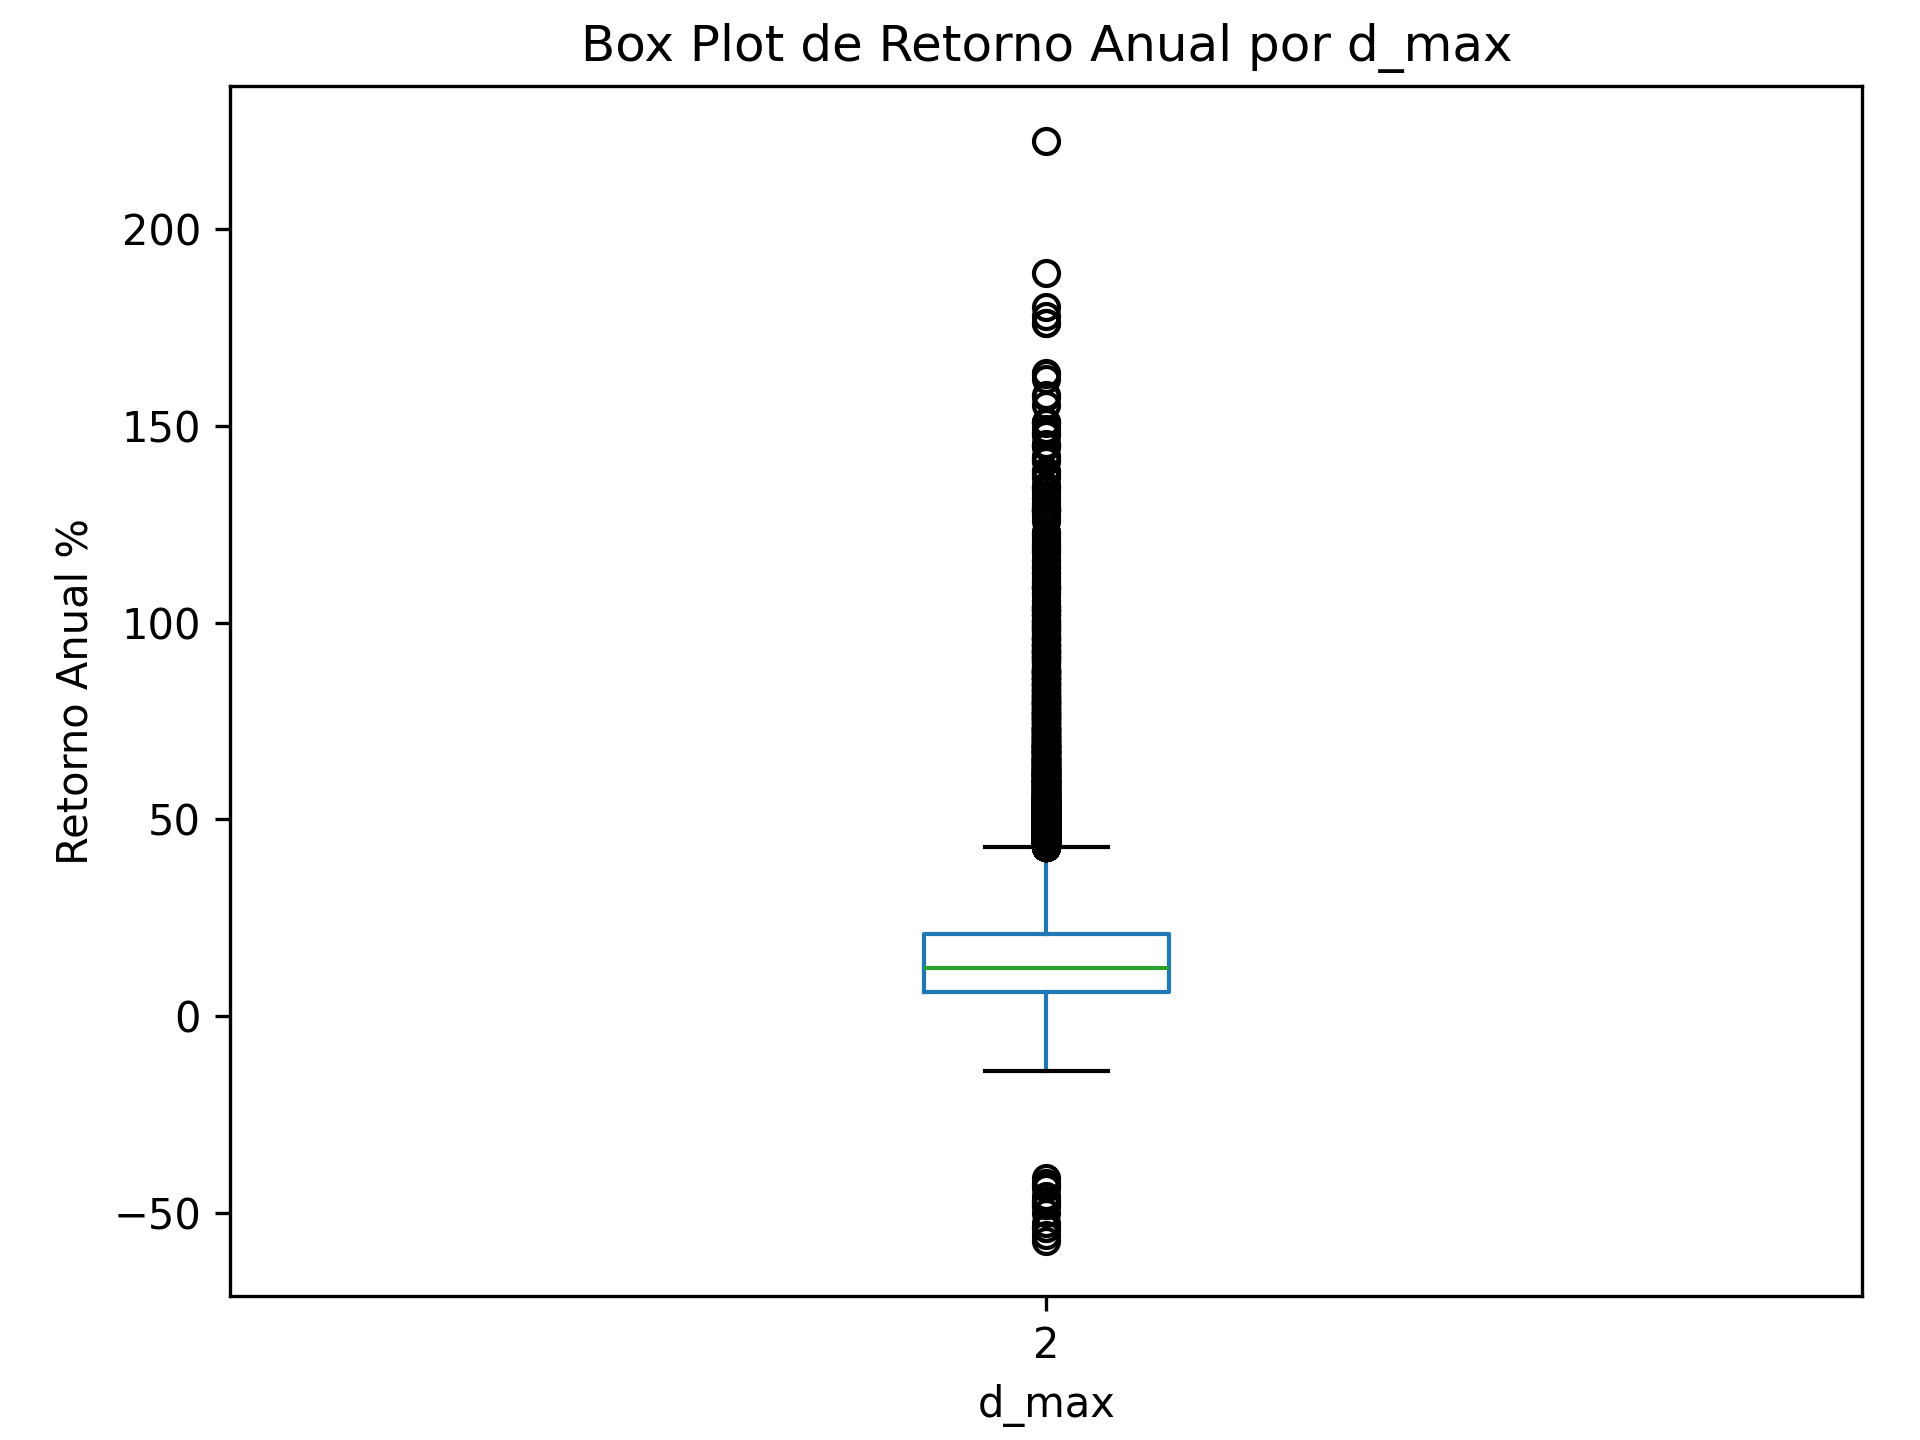 Box Plot de Retorno Anual por d_max
Retorno Anual %
200
150
100
50
0
−50
2
d_max